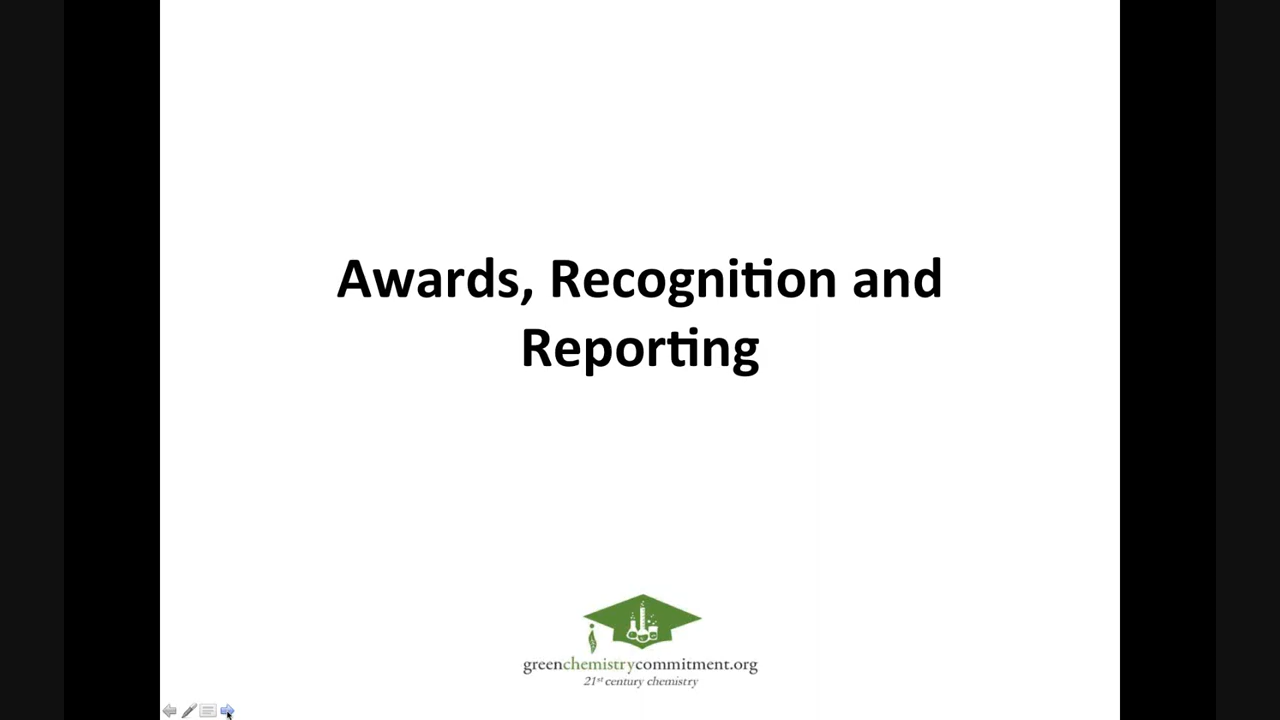 Awards, Recognition and
Reporting
greenchemistrycommitment.org
21st century chemistry